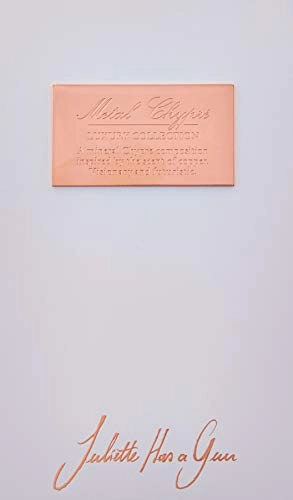 Metal Chypre
LUXURY COLLECTION
A mineral Chypre composition
inspired by the scent of copper.
Visionary and futuristic.
Juliette Has a Gun